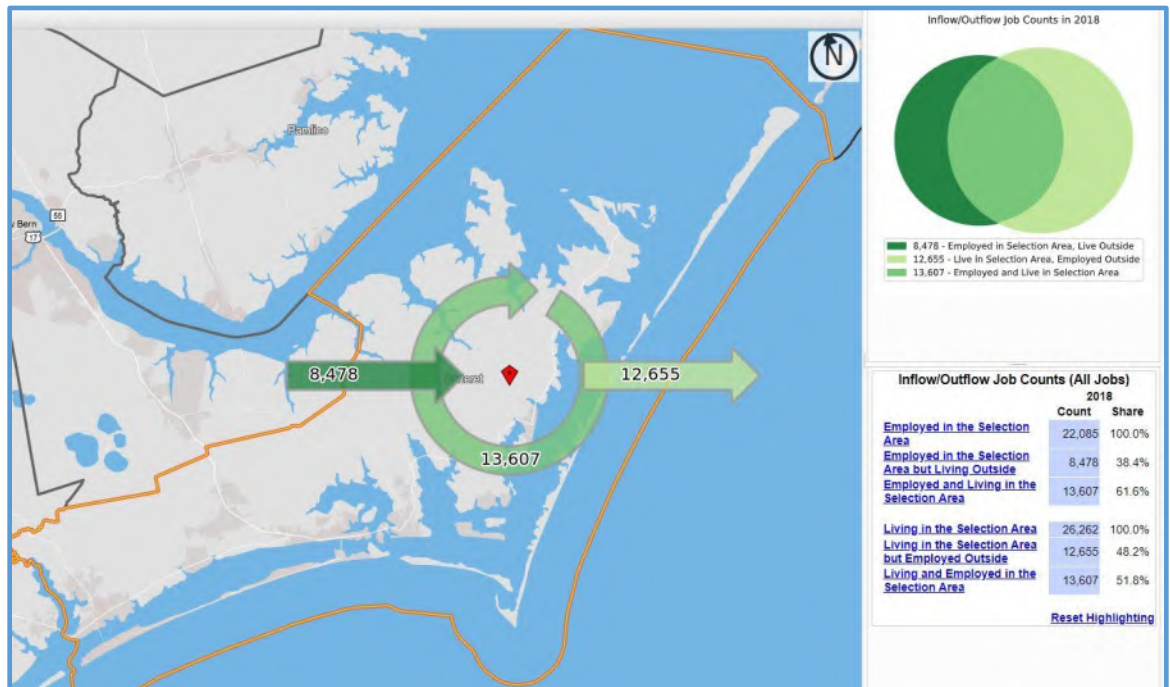 Pamlico
55
Bern
17
N
8,478
12,655
13,607
Inflow/Outflow Job Counts in 2018
8,478 - Employed in Selection Area, Live Outside
12,655 - Live in Selection Area, Employed Outside
13,607 - Employed and Live in Selection Area
Inflow/Outflow Job Counts (All Jobs)
2018
Count Share
Employed in the Selection Area 22,085 100.0%
Employed in the Selection Area but Living Outside 8,478 38.4%
Employed and Living in the Selection Area 13,607 61.6%
Living in the Selection Area 26,262 100.0%
Living in the Selection Area but Employed Outside 12,655 48.2%
Living and Employed in the Selection Area 13,607 51.8%
Reset Highlighting